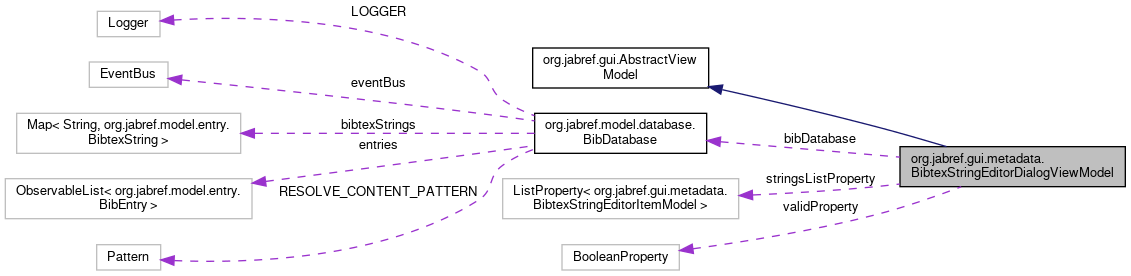 LOGGER
Logger
org.jabref.gui.AbstractView
Model
EventBus
eventBus
Map< String, org.jabref.model.entry.
BibtexString >
bibtexStrings
org.jabref.model.database.
BibDatabase
bibDatabase
entries
org.jabref.gui.metadata.
BibtexStringEditorDialogViewModel
ObservableList< org.jabref.model.entry.
BibEntry >
RESOLVE_CONTENT_PATTERN
ListProperty< org.jabref.gui.metadata.
BibtexStringEditorItemModel >
stringsListProperty
validProperty
Pattern
BooleanProperty